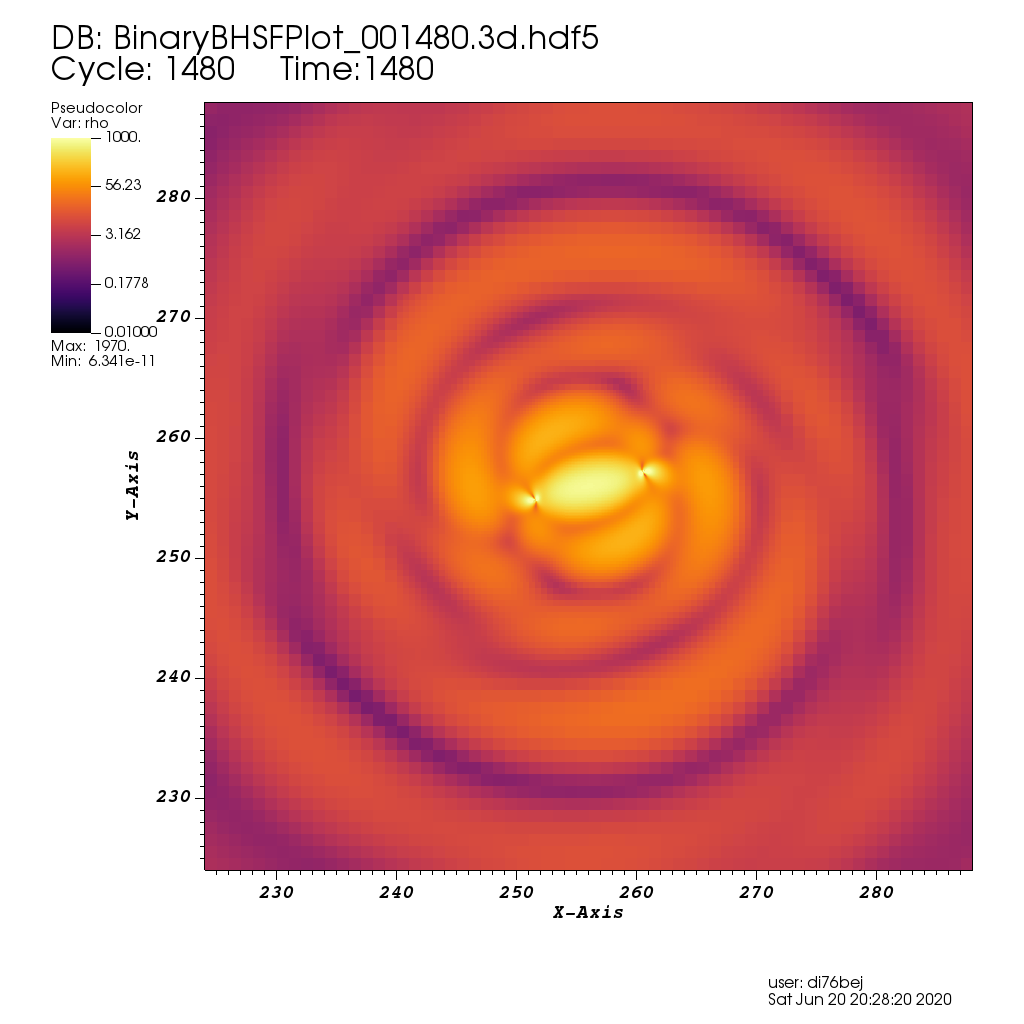 DB: BinaryBHSFPlot_001480.3d.hdf5
Cycle: 1480 Time:1480
Pseudocolor
Var: rho
1000.
56.23
3.162
0.1778
0.01000
Max: 1970.
Min: 6.341e-11
280
270
260
250
240
230
Y-Axis
230 240 250 260 270 280
X-Axis
user: di76bej
Sat Jun 20 20:28:20 2020